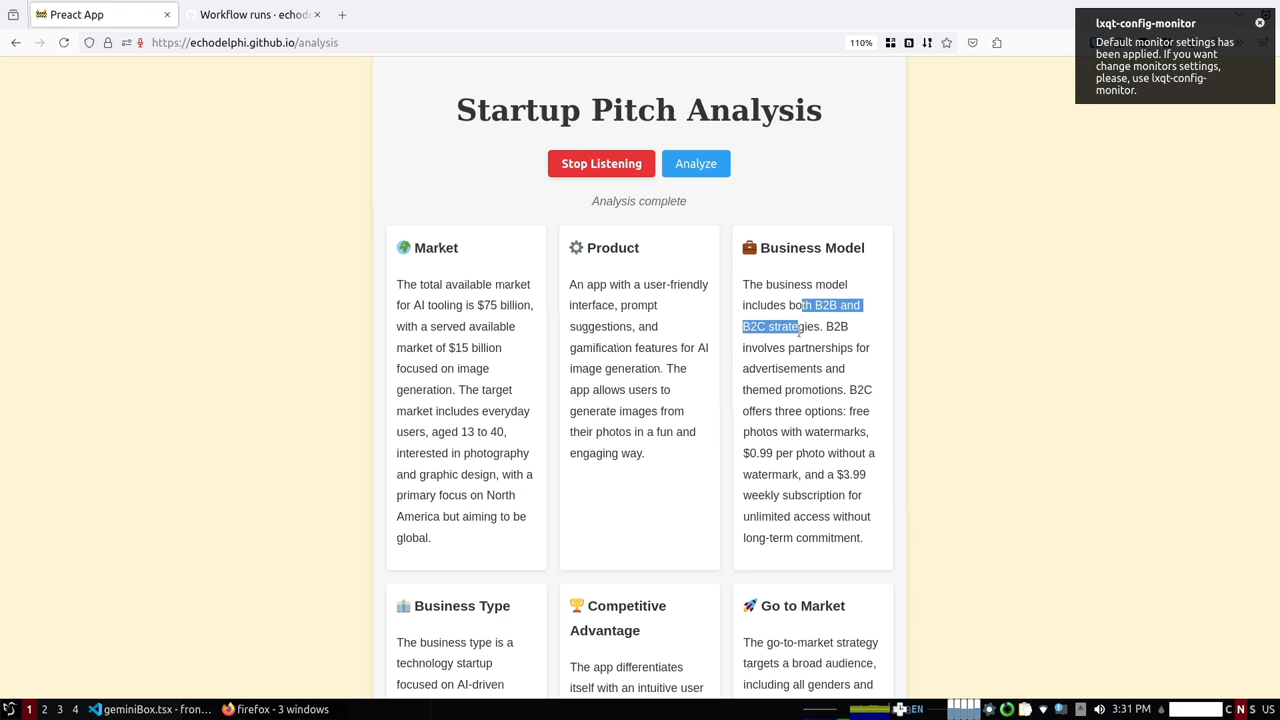 Preact App
Workflow runs · echod
https://echodelphi.github.io/analysis
110%
lxqt-config-monitor
Default monitor settings has
been applied. If you want
change monitors settings,
please, use lxqt-config-
monitor.
Startup Pitch Analysis
Stop Listening
Analyze
Analysis complete
Market
The total available market
for AI tooling is $75 billion,
with a served available
market of $15 billion
focused on image
generation. The target
market includes everyday
users, aged 13 to 40,
interested in photography
and graphic design, with a
primary focus on North
America but aiming to be
global.
Product
An app with a user-friendly
interface, prompt
suggestions, and
gamification features for AI
image generation. The
app allows users to
generate images from
their photos in a fun and
engaging way.
Business Model
The business model
includes both B2B and
B2C strategies. B2B
involves partnerships for
advertisements and
themed promotions. B2C
offers three options: free
photos with watermarks,
$0.99 per photo without a
watermark, and a $3.99
weekly subscription for
unlimited access without
long-term commitment.
Business Type
The business type is a
technology startup
focused on AI-driven
Competitive
Advantage
The app differentiates
itself with an intuitive user
Go to Market
The go-to-market strategy
targets a broad audience,
including all genders and
1 2 3 4 geminiBox.tsx - fron... firefox - 3 windows EN 3:31 PM C N S US